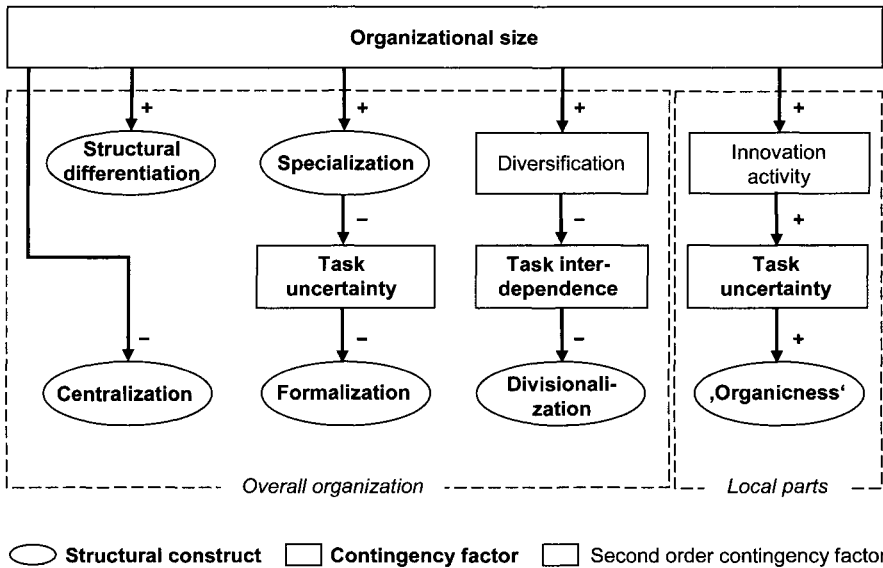 Organizational size
+
+
+
+
Structural
differentiation
Specialization
Diversification
Innovation
activity
–
–
+
Task
uncertainty
Task inter-
dependence
Task
uncertainty
–
–
–
+
Centralization
Formalization
Divisionali-
zation
‚Organicness‘
Overall organization
Local parts
Structural construct
Contingency factor
Second order contingency factor